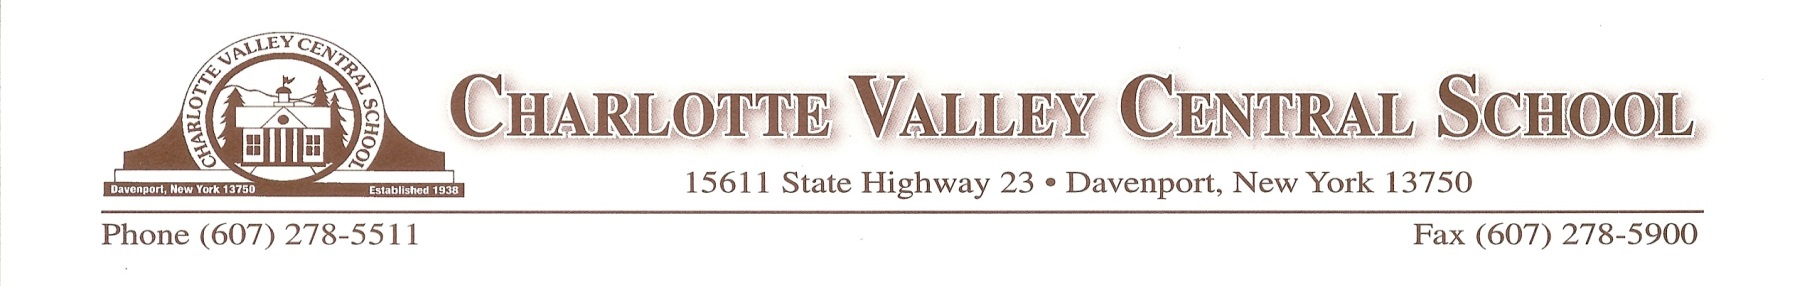 CHARLOTTE VALLEY CENTRAL SCHOOL
Davenport, New York 13750
Established 1938
CHARLOTTE VALLEY CENTRAL SCHOOL
15611 State Highway 23 • Davenport, New York 13750
Phone (607) 278-5511
Fax (607) 278-5900